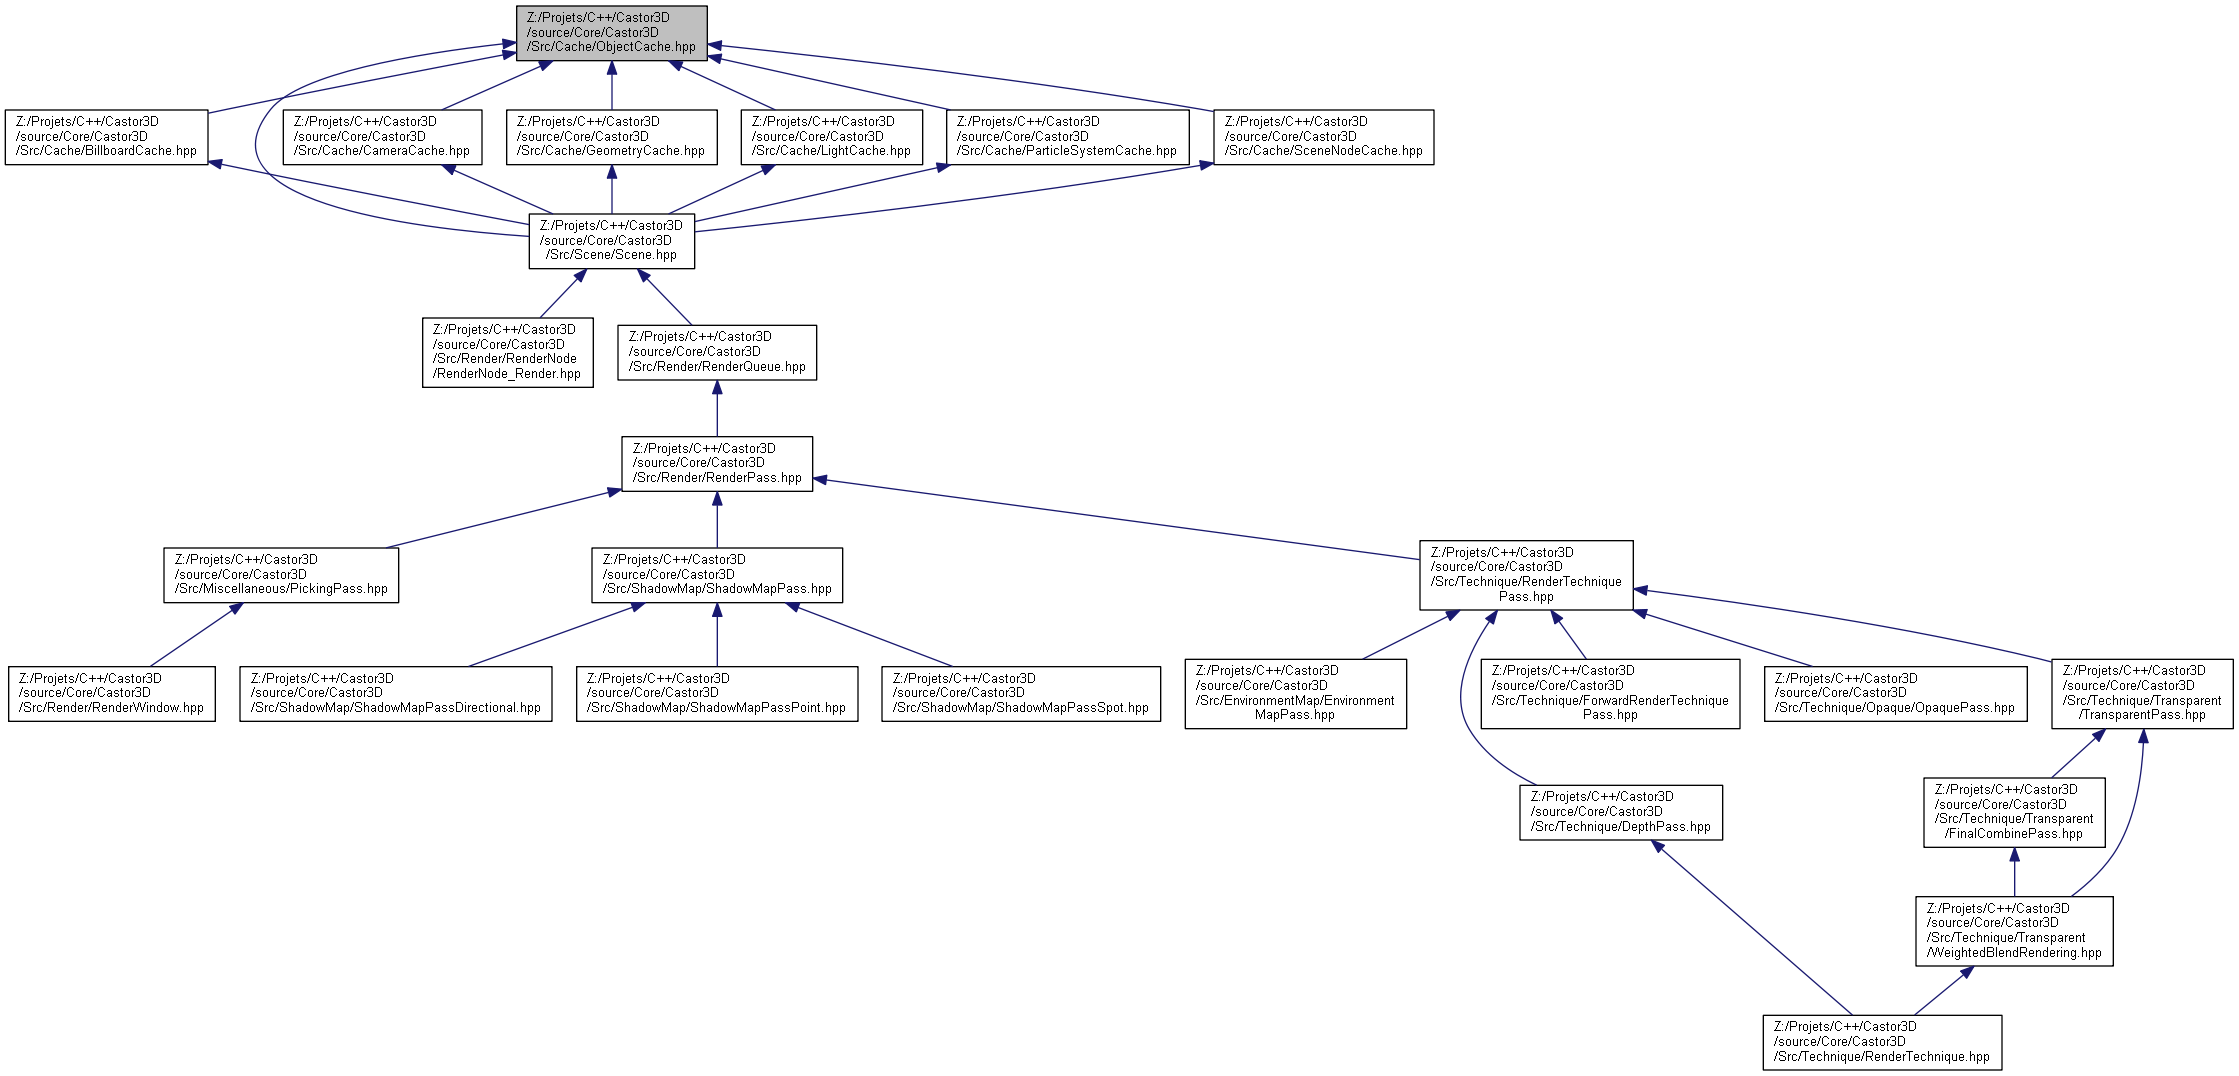 Z:/Projets/C++/Castor3D
/source/Core/Castor3D
/Src/Cache/ObjectCache.hpp
Z:/Projets/C++/Castor3D
/source/Core/Castor3D
/Src/Cache/BillboardCache.hpp
Z:/Projets/C++/Castor3D
/source/Core/Castor3D
/Src/Cache/CameraCache.hpp
Z:/Projets/C++/Castor3D
/source/Core/Castor3D
/Src/Cache/GeometryCache.hpp
Z:/Projets/C++/Castor3D
/source/Core/Castor3D
/Src/Cache/LightCache.hpp
Z:/Projets/C++/Castor3D
/source/Core/Castor3D
/Src/Cache/ParticleSystemCache.hpp
Z:/Projets/C++/Castor3D
/source/Core/Castor3D
/Src/Cache/SceneNodeCache.hpp
Z:/Projets/C++/Castor3D
/source/Core/Castor3D
/Src/Scene/Scene.hpp
Z:/Projets/C++/Castor3D
/source/Core/Castor3D
/Src/Render/RenderNode
/RenderNode_Render.hpp
Z:/Projets/C++/Castor3D
/source/Core/Castor3D
/Src/Render/RenderQueue.hpp
Z:/Projets/C++/Castor3D
/source/Core/Castor3D
/Src/Render/RenderPass.hpp
Z:/Projets/C++/Castor3D
/source/Core/Castor3D
/Src/Miscellaneous/PickingPass.hpp
Z:/Projets/C++/Castor3D
/source/Core/Castor3D
/Src/ShadowMap/ShadowMapPass.hpp
Z:/Projets/C++/Castor3D
/source/Core/Castor3D
/Src/Technique/RenderTechnique
Pass.hpp
Z:/Projets/C++/Castor3D
/source/Core/Castor3D
/Src/Render/RenderWindow.hpp
Z:/Projets/C++/Castor3D
/source/Core/Castor3D
/Src/ShadowMap/ShadowMapPassDirectional.hpp
Z:/Projets/C++/Castor3D
/source/Core/Castor3D
/Src/ShadowMap/ShadowMapPassPoint.hpp
Z:/Projets/C++/Castor3D
/source/Core/Castor3D
/Src/ShadowMap/ShadowMapPassSpot.hpp
Z:/Projets/C++/Castor3D
/source/Core/Castor3D
/Src/EnvironmentMap/Environment
MapPass.hpp
Z:/Projets/C++/Castor3D
/source/Core/Castor3D
/Src/Technique/ForwardRenderTechnique
Pass.hpp
Z:/Projets/C++/Castor3D
/source/Core/Castor3D
/Src/Technique/Opaque/OpaquePass.hpp
Z:/Projets/C++/Castor3D
/source/Core/Castor3D
/Src/Technique/Transparent
/TransparentPass.hpp
Z:/Projets/C++/Castor3D
/source/Core/Castor3D
/Src/Technique/DepthPass.hpp
Z:/Projets/C++/Castor3D
/source/Core/Castor3D
/Src/Technique/Transparent
/FinalCombinePass.hpp
Z:/Projets/C++/Castor3D
/source/Core/Castor3D
/Src/Technique/Transparent
/WeightedBlendRendering.hpp
Z:/Projets/C++/Castor3D
/source/Core/Castor3D
/Src/Technique/RenderTechnique.hpp